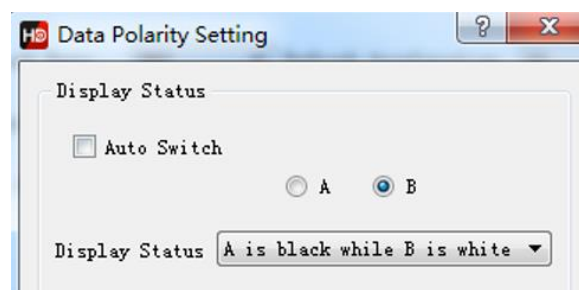 HD Data Polarity Setting ? X
Display Status
Auto Switch
A B
Display Status A is black while B is white